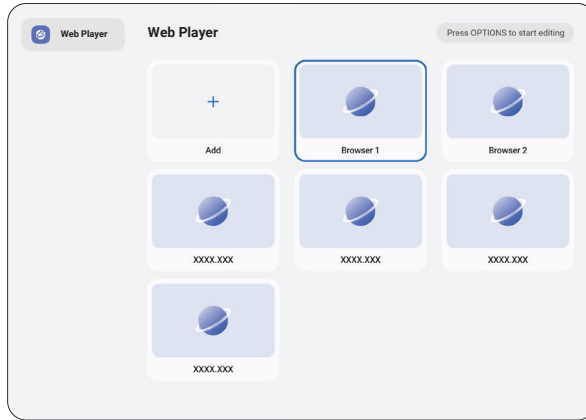 Web Player
Web Player
Press OPTIONS to start editing
Add
Browser 1
Browser 2
XXXX.XXX
XXXX.XXX
XXXX.XXX
XXXX.XXX